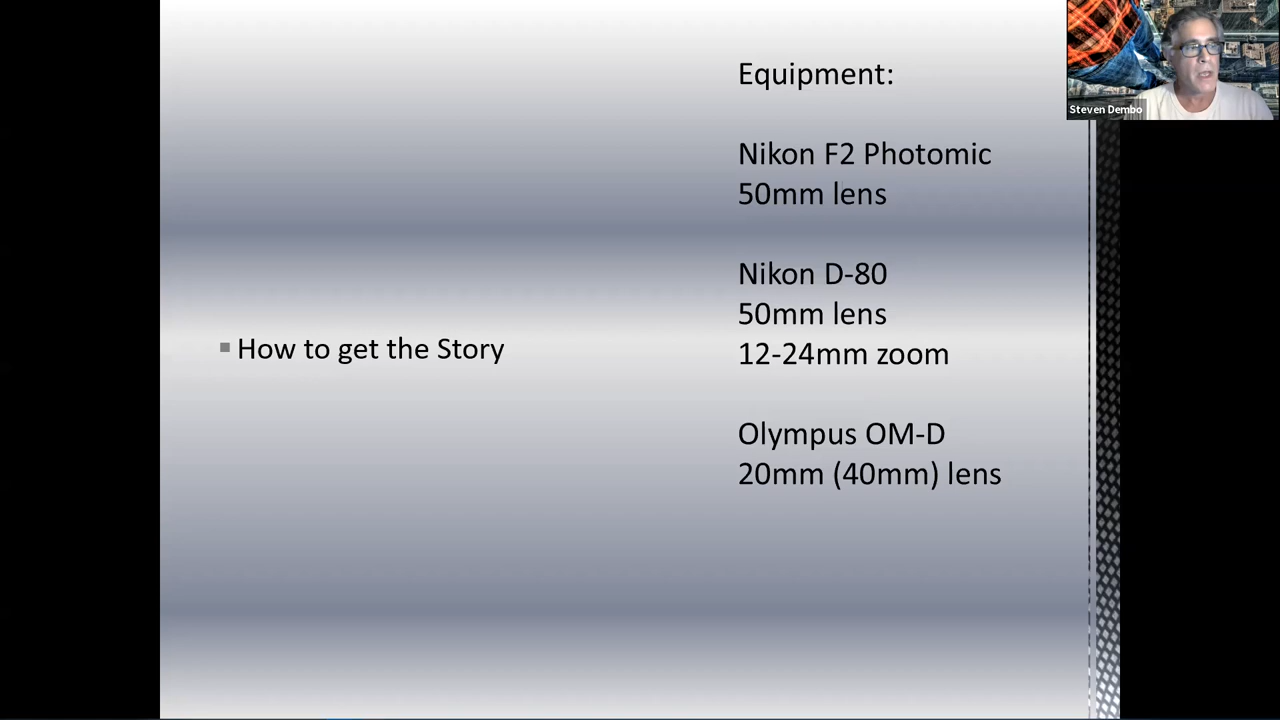 How to get the Story
Equipment:
Nikon F2 Photomic
50mm lens
Nikon D-80
50mm lens
12-24mm zoom
Olympus OM-D
20mm (40mm) lens
Steven Dembo